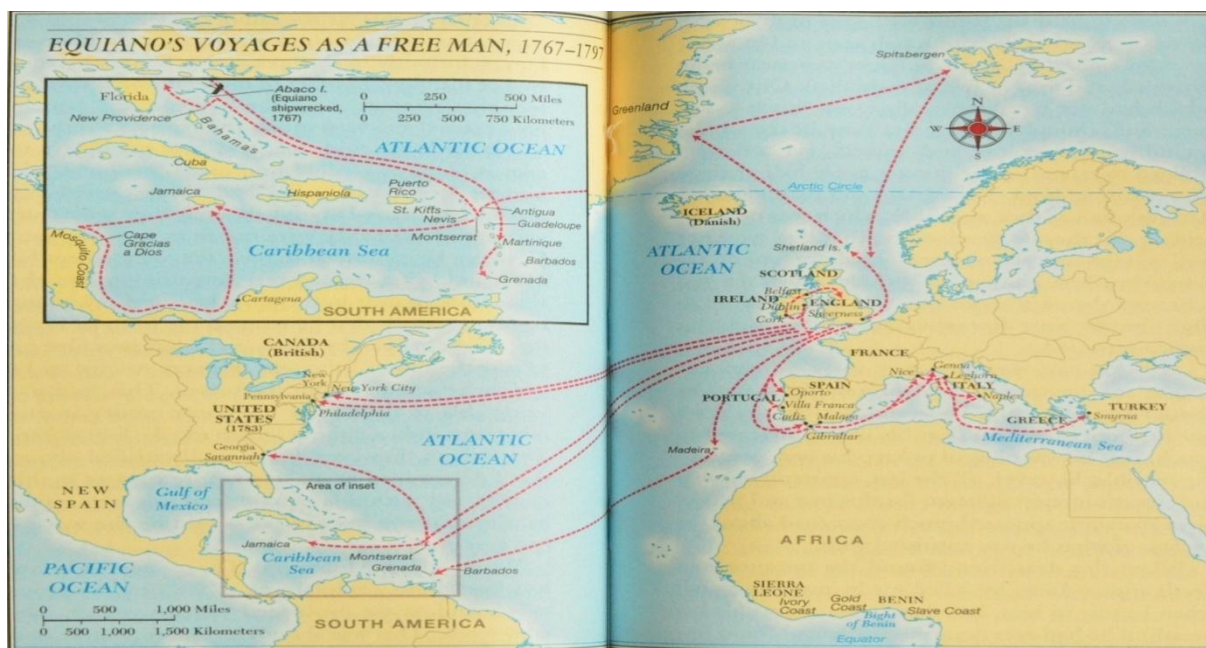 EQUIANO'S VOYAGES AS A FREE MAN, 1767–1797
Florida
Abaco I.
(Equiano
shipwrecked,
1767)
0 250 500 Miles
0 250 500 750 Kilometers
New Providence
Bahamas
ATLANTIC OCEAN
Cuba
Jamaica
Hispaniola
Puerto
Rico
St. Kiffs
Nevis
Montserrat
Antigua
Guadeloupe
Martinique
Barbados
Grenada
Mosquito Coast
Cape
Gracias
a Dios
Caribbean Sea
Cartagena
SOUTH AMERICA
Spitsbergen
Greenland
N
W E
S
Arctic Circle
ICELAND
(Danish)
Shetland Is.
ATLANTIC
OCEAN
SCOTLAND
Belfast
IRELAND
Dublin
ENGLAND
Cork
Sheerness
CANADA
(British)
New
York
New York City
Pennsylvania
Philadelphia
UNITED
STATES
(1783)
Georgia
Savannah
ATLANTIC
OCEAN
FRANCE
Nice
Genoa
Leghorn
SPAIN
ITALY
Oporto
PORTUGAL
Villa Franca
Naples
Cadiz
Malaga
Gibraltar
GREECE
TURKEY
Smyrna
Mediterranean Sea
Madeira
NEW
SPAIN
Gulf of
Mexico
Area of inset
Jamaica
Caribbean
Sea
Montserrat
Grenada
Barbados
PACIFIC
OCEAN
0 500 1,000 Miles
0 500 1,000 1,500 Kilometers
SOUTH AMERICA
AFRICA
SIERRA
LEONE
Ivory
Coast
Gold
Coast
BENIN
Slave Coast
Bight
of Benin
Equator